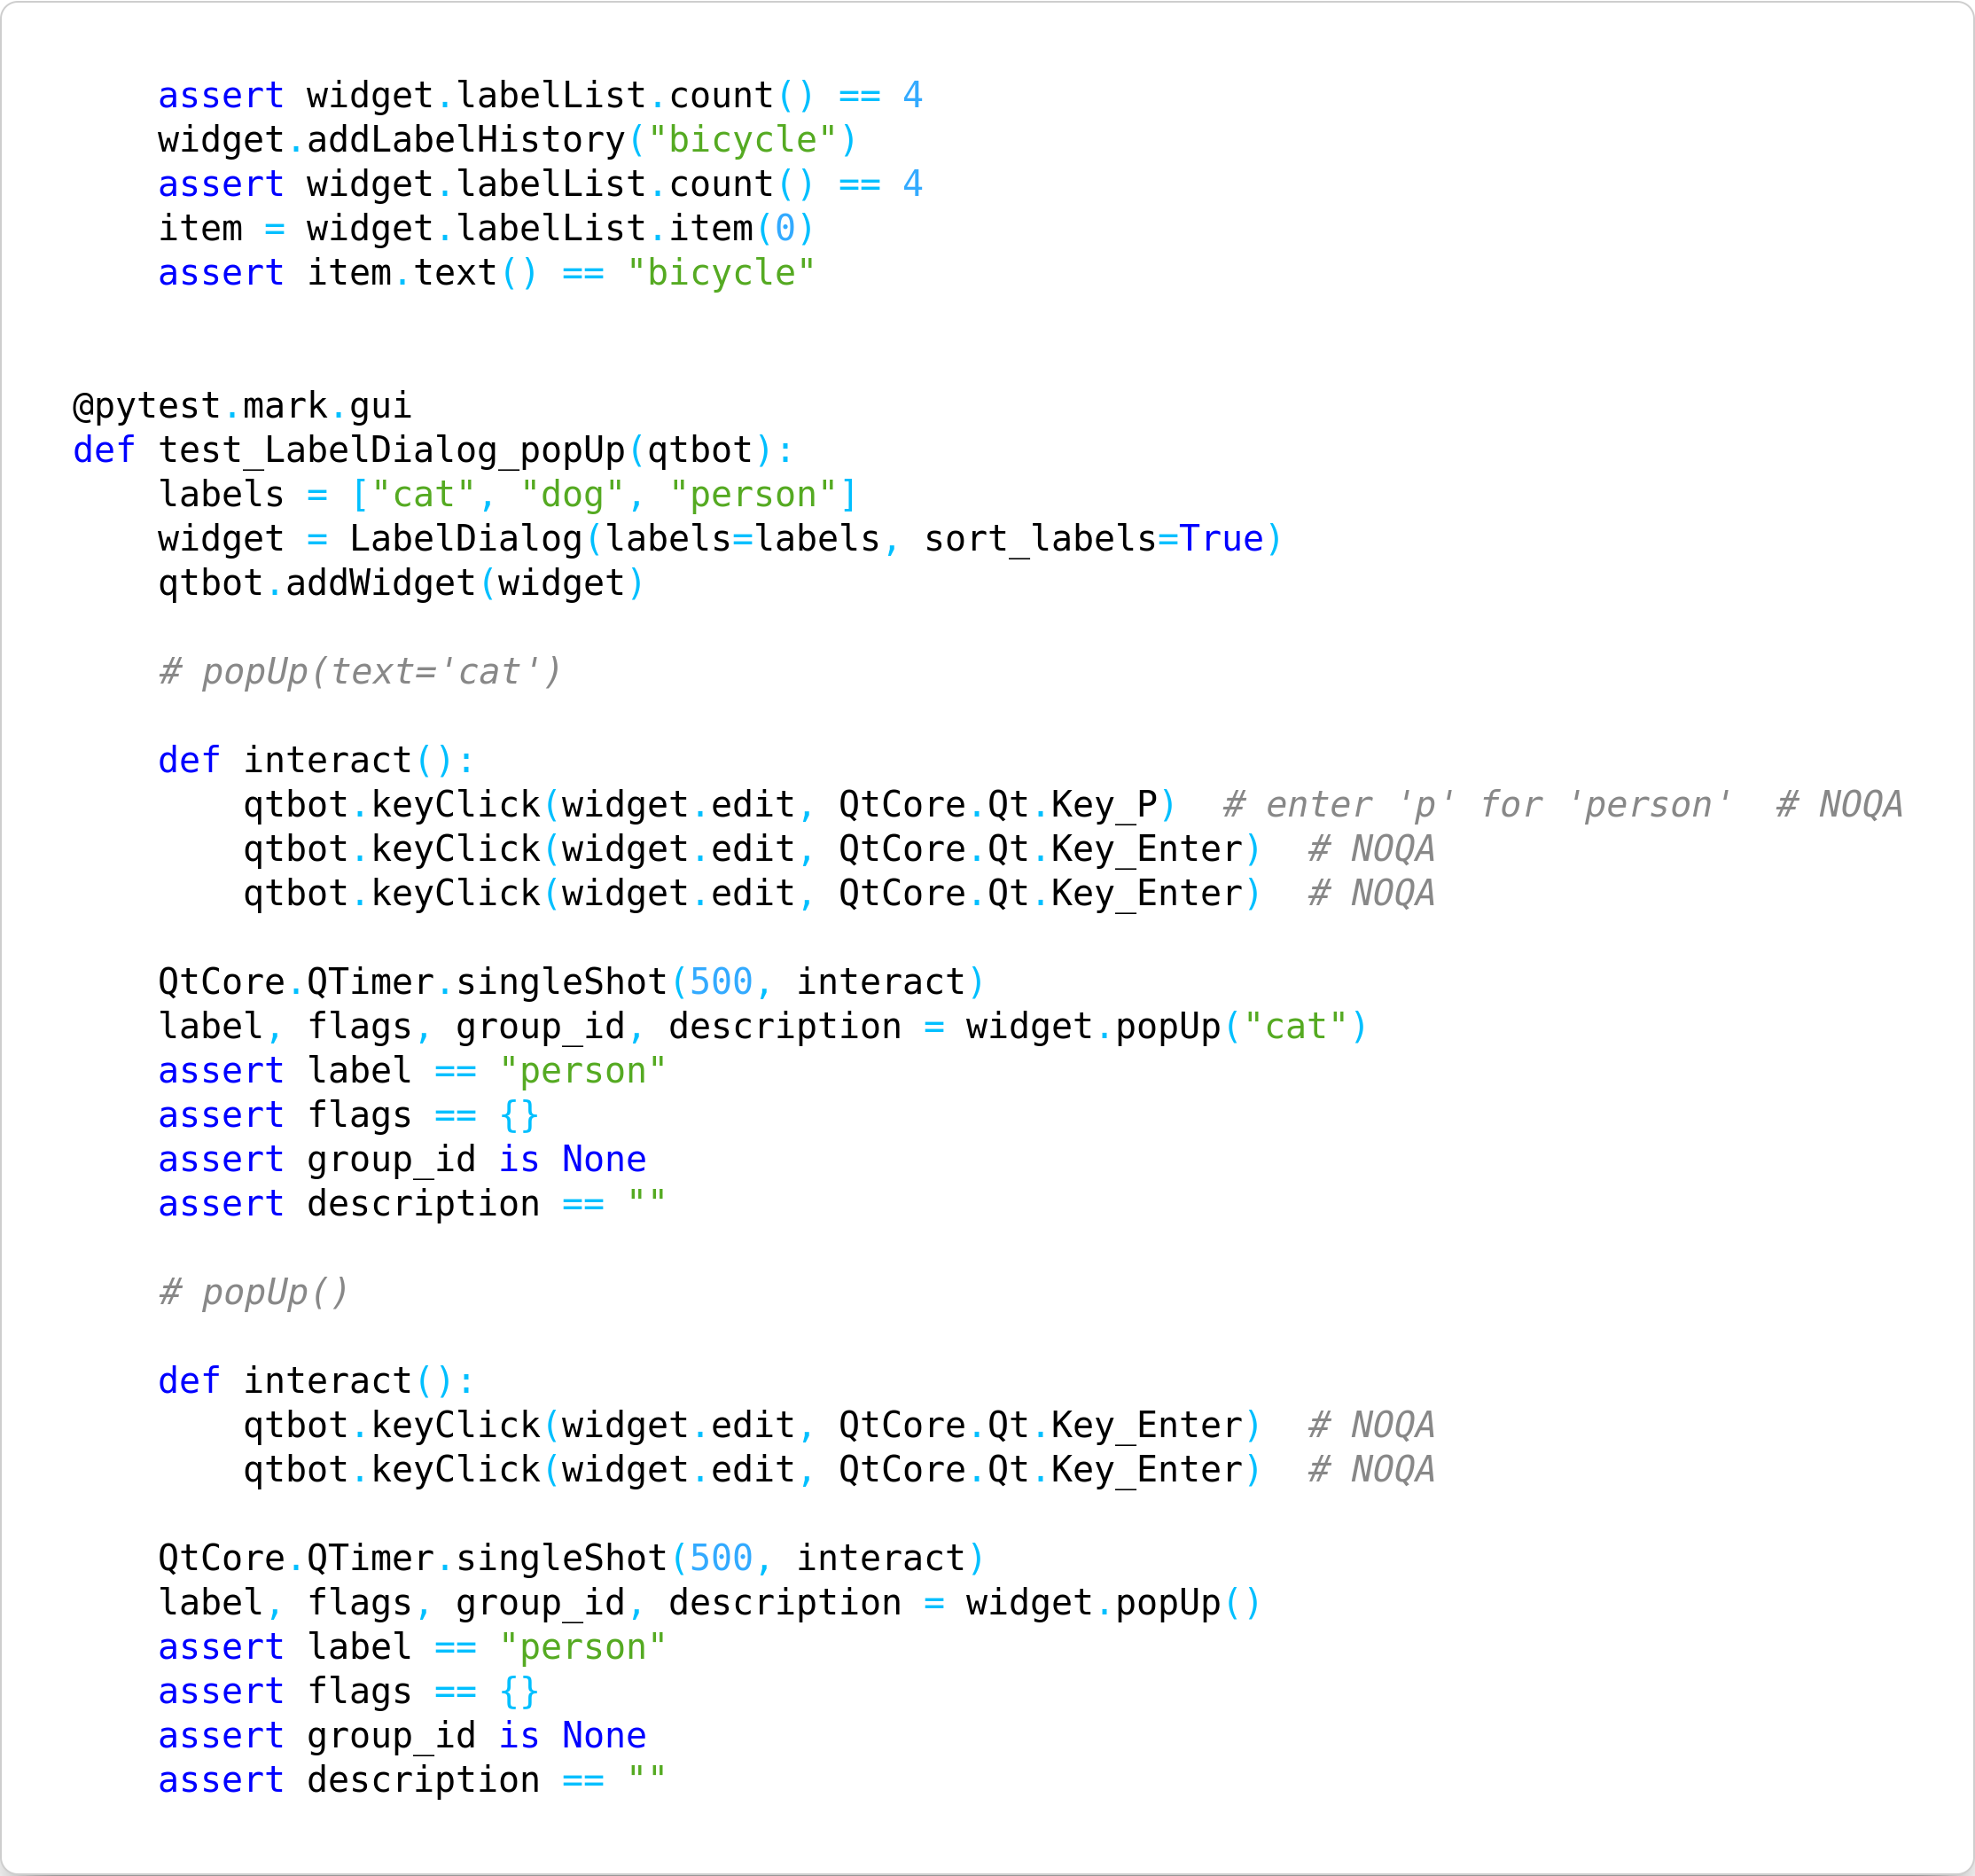 assert widget.labelList.count() == 4
    widget.addLabelHistory("bicycle")
    assert widget.labelList.count() == 4
    item = widget.labelList.item(0)
    assert item.text() == "bicycle"


@pytest.mark.gui
def test_LabelDialog_popUp(qtbot):
    labels = ["cat", "dog", "person"]
    widget = LabelDialog(labels=labels, sort_labels=True)
    qtbot.addWidget(widget)

    # popUp(text='cat')

    def interact():
        qtbot.keyClick(widget.edit, QtCore.Qt.Key_P)  # enter 'p' for 'person'  # NOQA
        qtbot.keyClick(widget.edit, QtCore.Qt.Key_Enter)  # NOQA
        qtbot.keyClick(widget.edit, QtCore.Qt.Key_Enter)  # NOQA

    QtCore.QTimer.singleShot(500, interact)
    label, flags, group_id, description = widget.popUp("cat")
    assert label == "person"
    assert flags == {}
    assert group_id is None
    assert description == ""

    # popUp()

    def interact():
        qtbot.keyClick(widget.edit, QtCore.Qt.Key_Enter)  # NOQA
        qtbot.keyClick(widget.edit, QtCore.Qt.Key_Enter)  # NOQA

    QtCore.QTimer.singleShot(500, interact)
    label, flags, group_id, description = widget.popUp()
    assert label == "person"
    assert flags == {}
    assert group_id is None
    assert description == ""